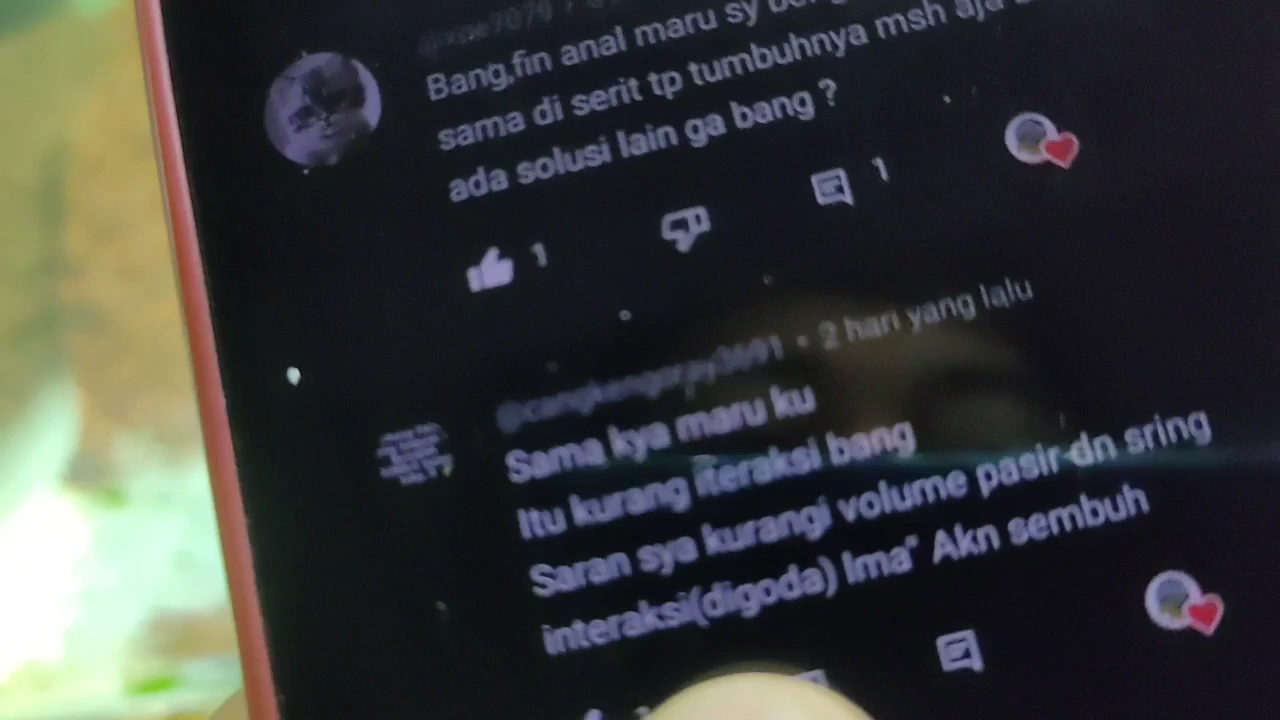 Bang,fin anal maru sy
sama di serit tp tumbuhnya msh aja
ada solusi lain ga bang ?
1
1
2 hari yang lalu
Sama kya maru ku
Itu kurang iteraksi bang
Saran sya kurangi volume pasir dn sring
interaksi(digoda) lma" Akn sembuh